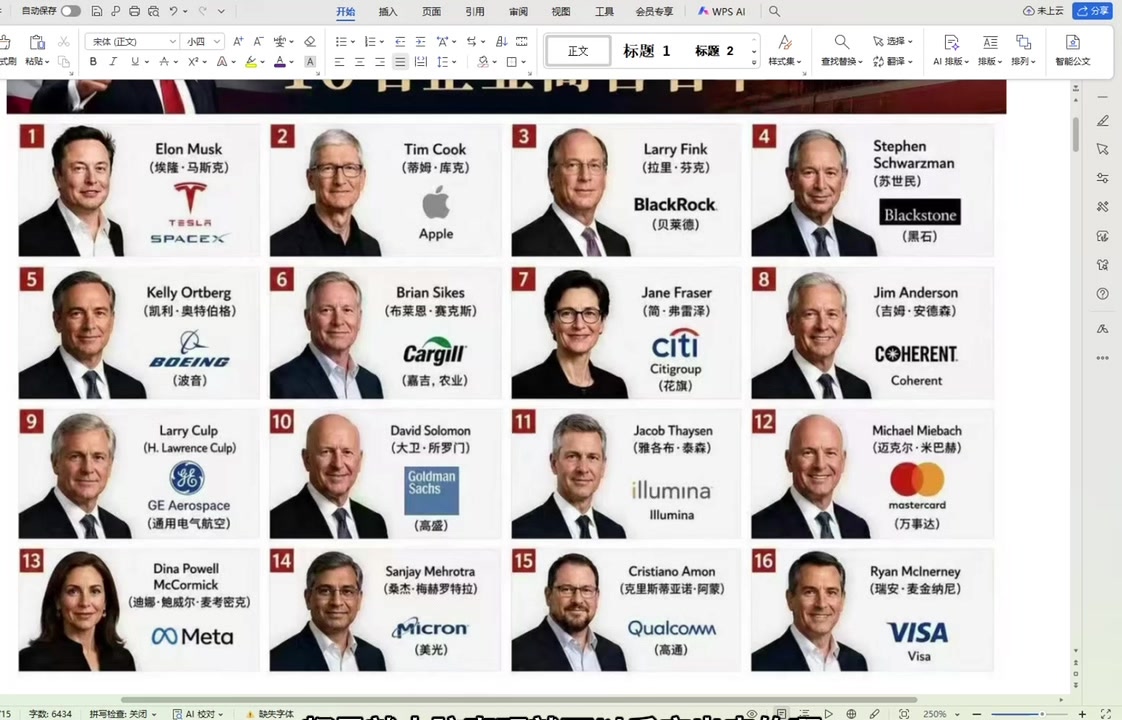 自动保存
开始 插入 页面 引用 审阅 视图 工具 会员专享 WPS AI
未上云 分享
式刷 粘贴 宋体 (正文) 小四
正文 标题 1 标题 2
样式集 查找替换 选择 翻译 AI 排版 排版 排列 智能公文
B I U A X² A A A
1
Elon Musk
(埃隆·马斯克)
TESLA
SPACEX
2
Tim Cook
(蒂姆·库克)
Apple
3
Larry Fink
(拉里·芬克)
BlackRock
(贝莱德)
4
Stephen
Schwarzman
(苏世民)
Blackstone
(黑石)
5
Kelly Ortberg
(凯利·奥特伯格)
BOEING
(波音)
6
Brian Sikes
(布莱恩·赛克斯)
Cargill
(嘉吉, 农业)
7
Jane Fraser
(简·弗雷泽)
citi
Citigroup
(花旗)
8
Jim Anderson
(吉姆·安德森)
COHERENT
Coherent
9
Larry Culp
(H. Lawrence Culp)
GE
GE Aerospace
(通用电气航空)
10
David Solomon
(大卫·所罗门)
Goldman
Sachs
(高盛)
11
Jacob Thaysen
(雅各布·泰森)
illumina
Illumina
12
Michael Miebach
(迈克尔·米巴赫)
mastercard
(万事达)
13
Dina Powell
McCormick
(迪娜·鲍威尔·麦考密克)
Meta
14
Sanjay Mehrotra
(桑杰·梅赫罗特拉)
Micron
(美光)
15
Cristiano Amon
(克里斯蒂亚诺·阿蒙)
Qualcomm
(高通)
16
Ryan McInerney
(瑞安·麦金纳尼)
VISA
Visa
/15 字数: 6434 拼写检查: 关闭 AI 校对 缺失字体 250%